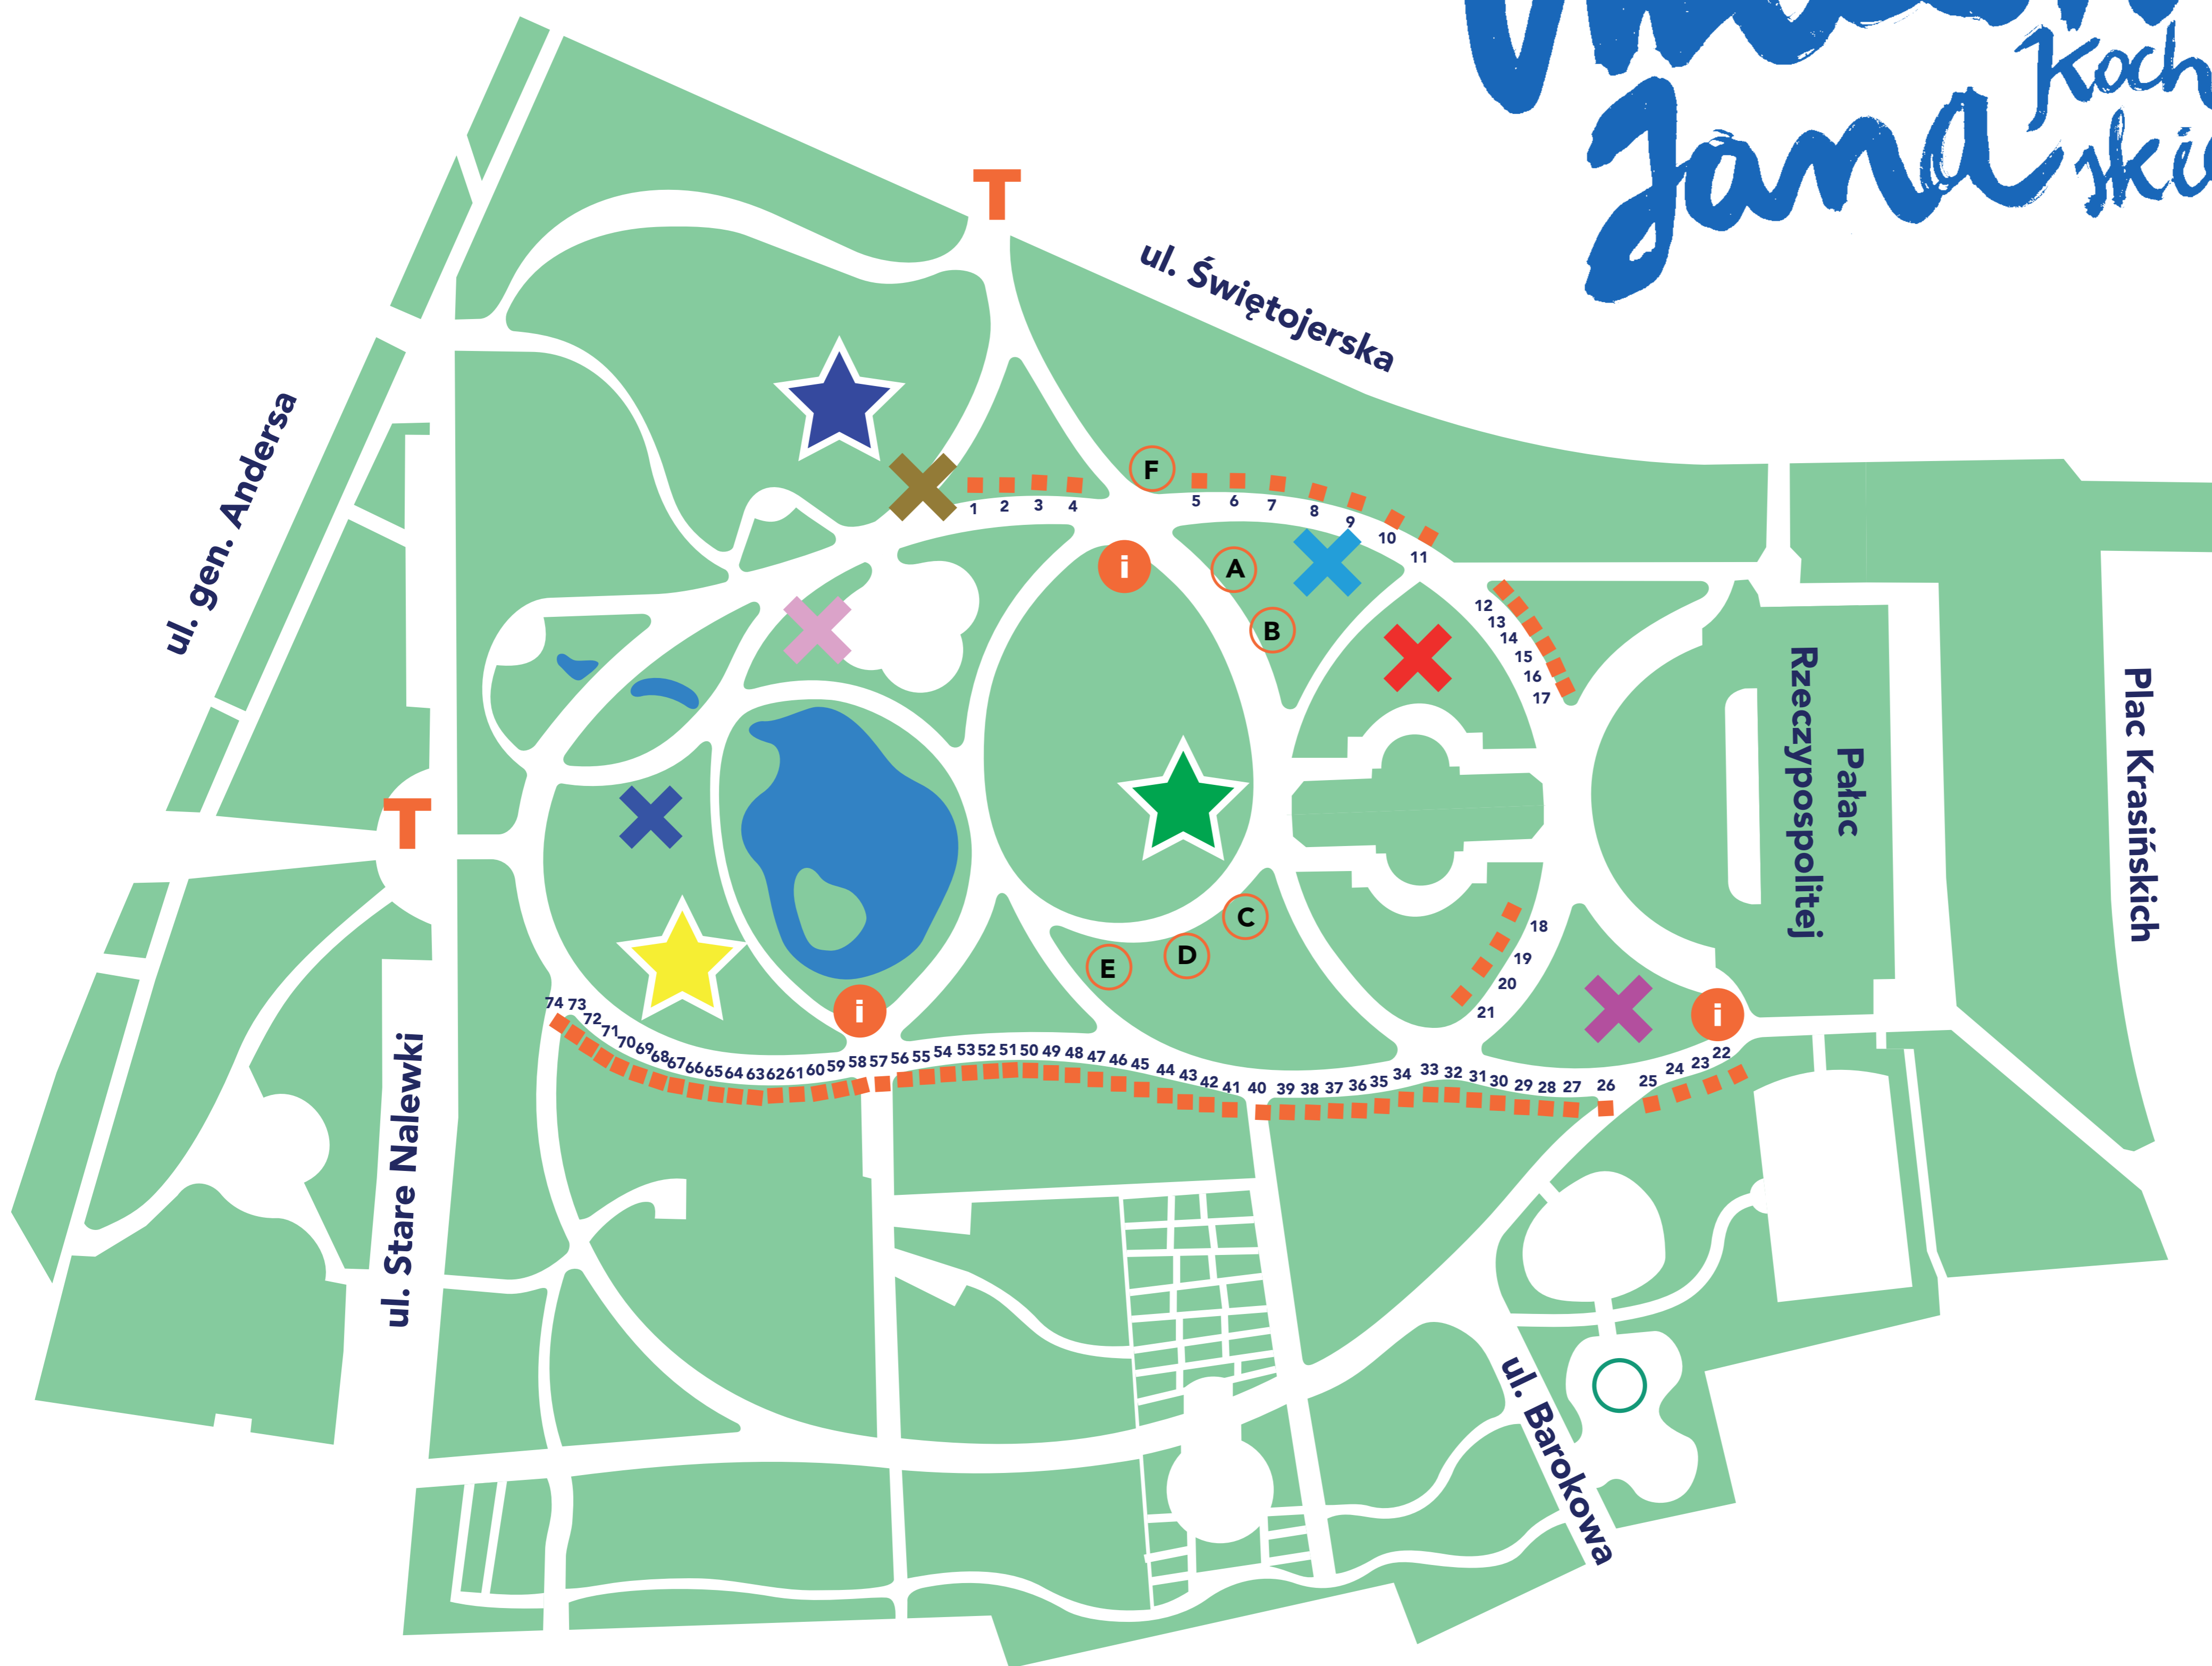 Jana
T
ul. Świętojerska
ul. gen. Andersa
F
1 2 3 4
5 6 7 8 9 10 11
i
A
B
12
13
14
15
16
17
Pałac
Rzeczypospolitej
Plac Krasińskich
T
C
D
E
18
19
20
21
i
i
74 73 72 71 70 69 68 67 66 65 64 63 62 61 60 59 58 57 56 55 54 53 52 51 50 49 48 47 46 45 44 43 42 41 40 39 38 37 36 35 34 33 32 31 30 29 28 27 26 25 24 23 22
ul. Stare Nalewki
ul. Barokowa